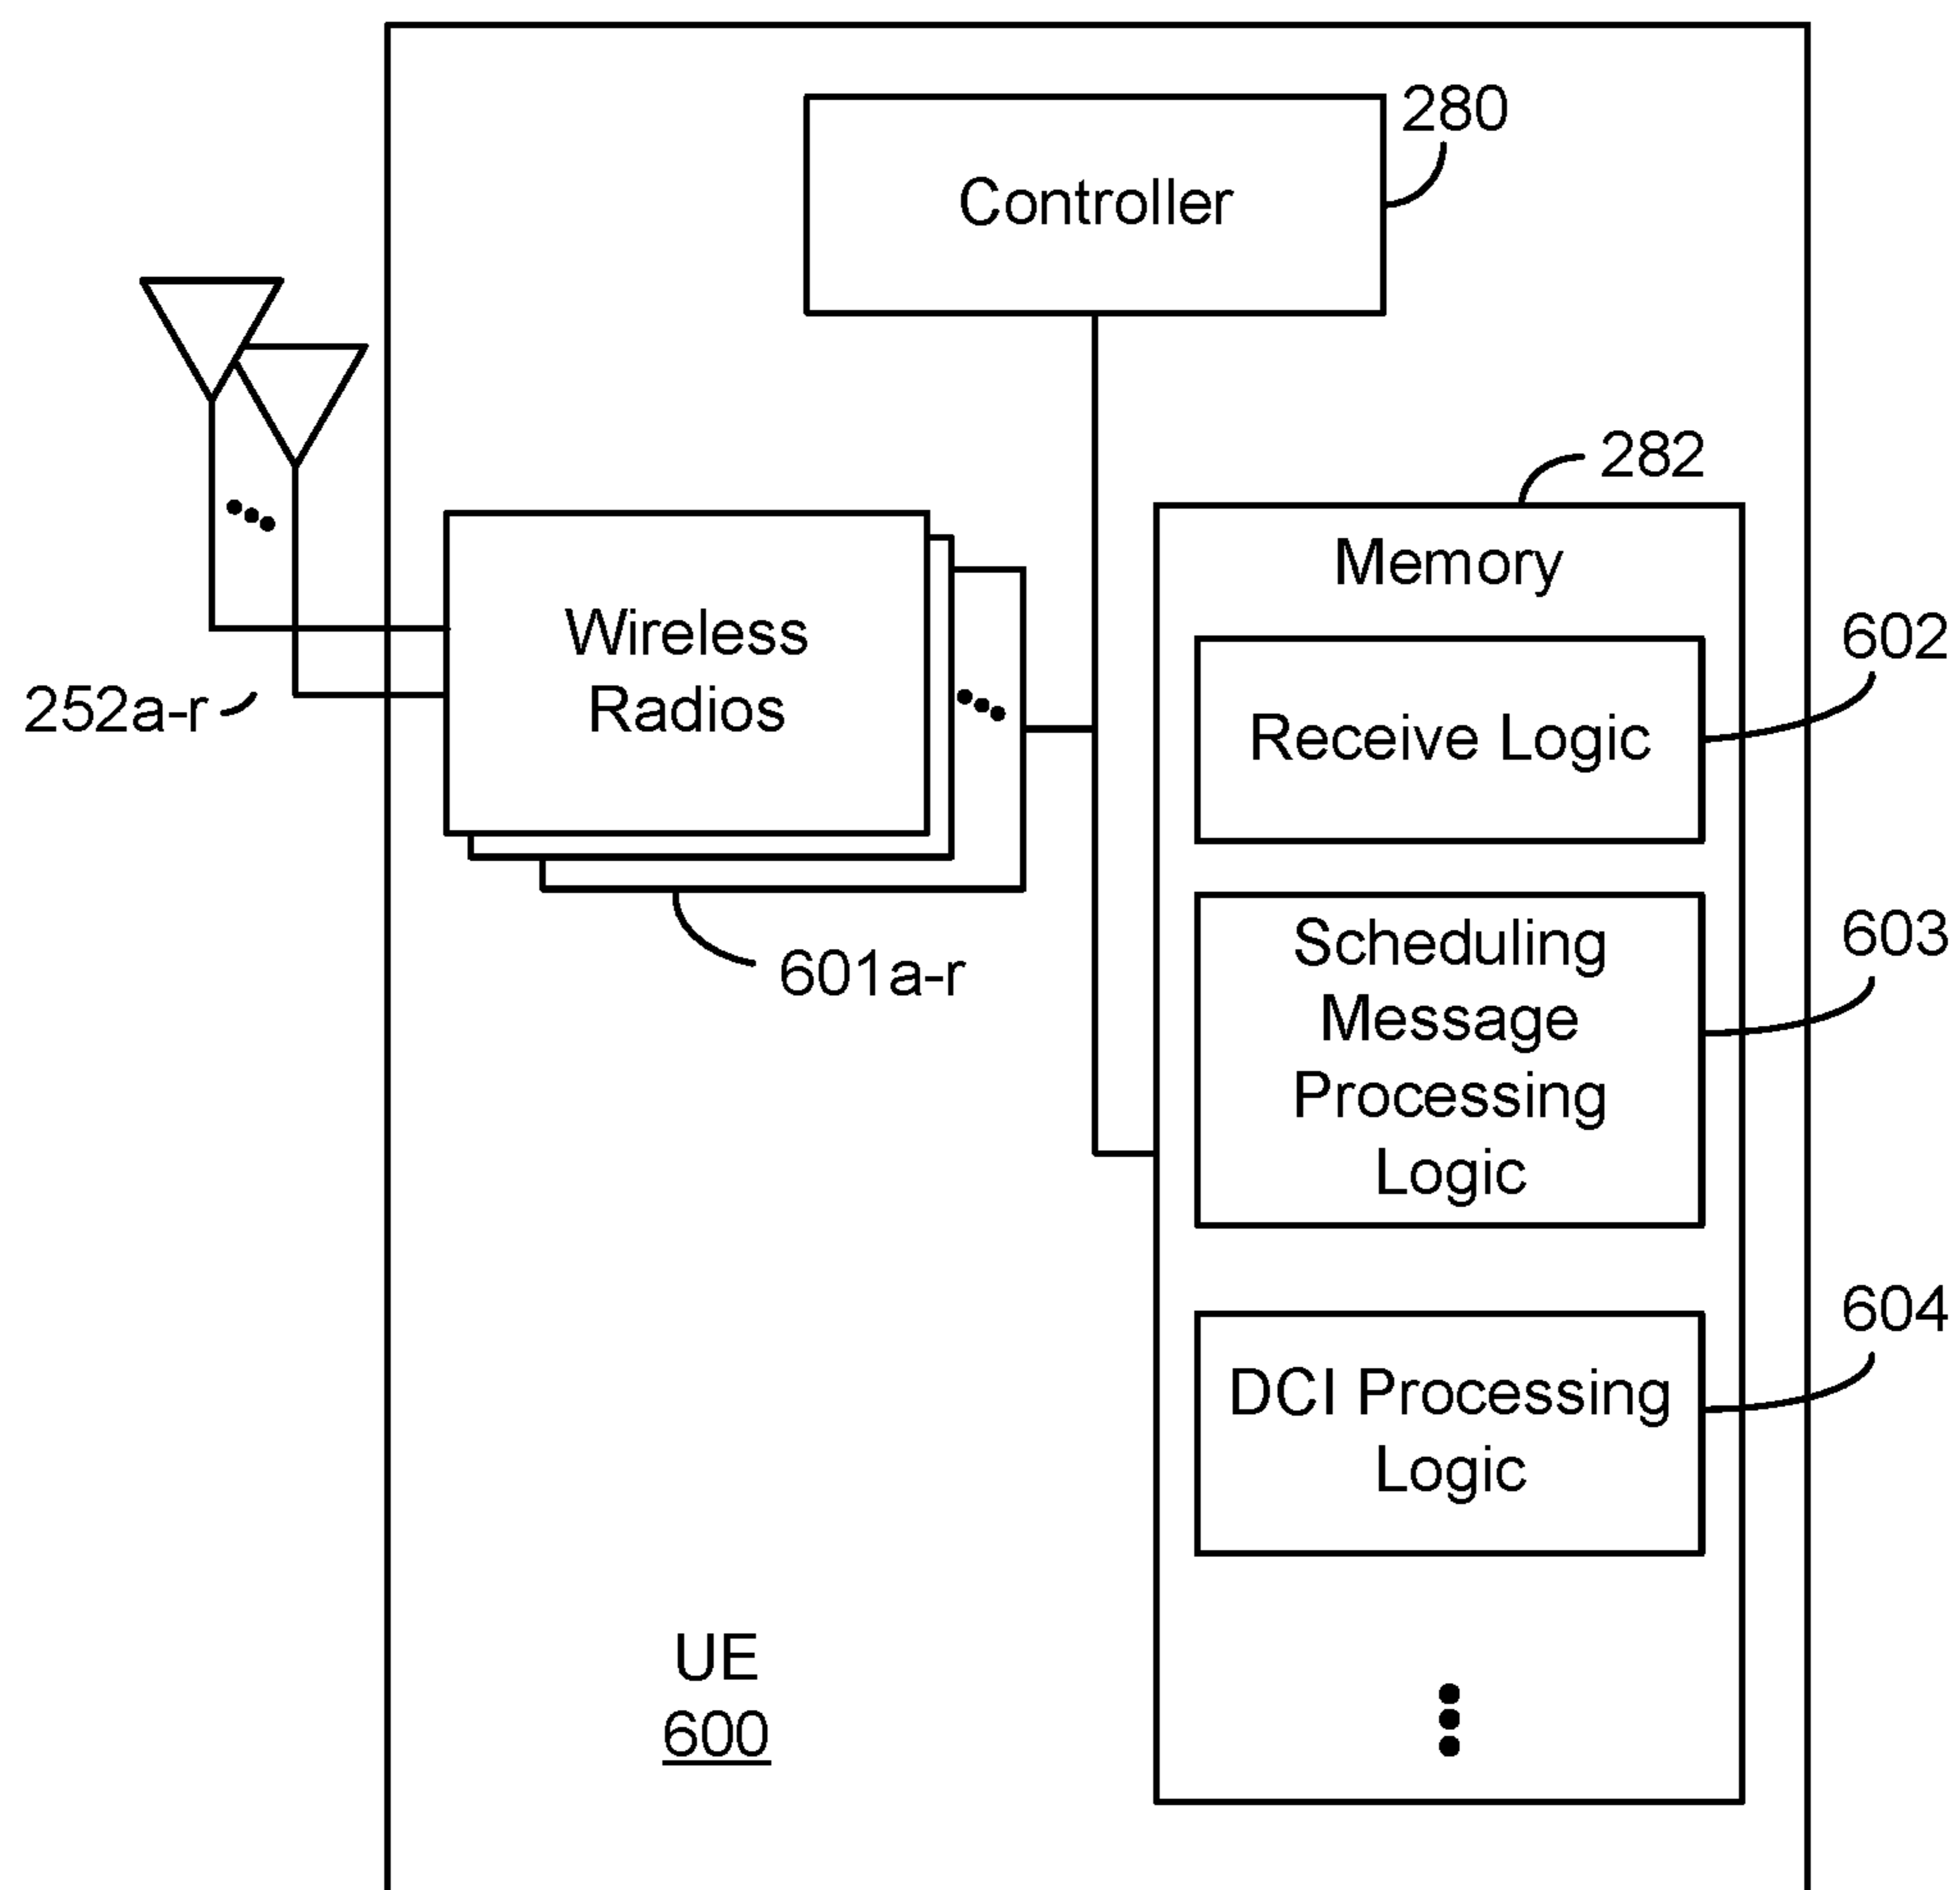 280
Controller
282
Memory
Wireless
Radios
602
Receive Logic
252a-r
603
Scheduling
Message
Processing
Logic
601a-r
604
DCI Processing
Logic
UE
600